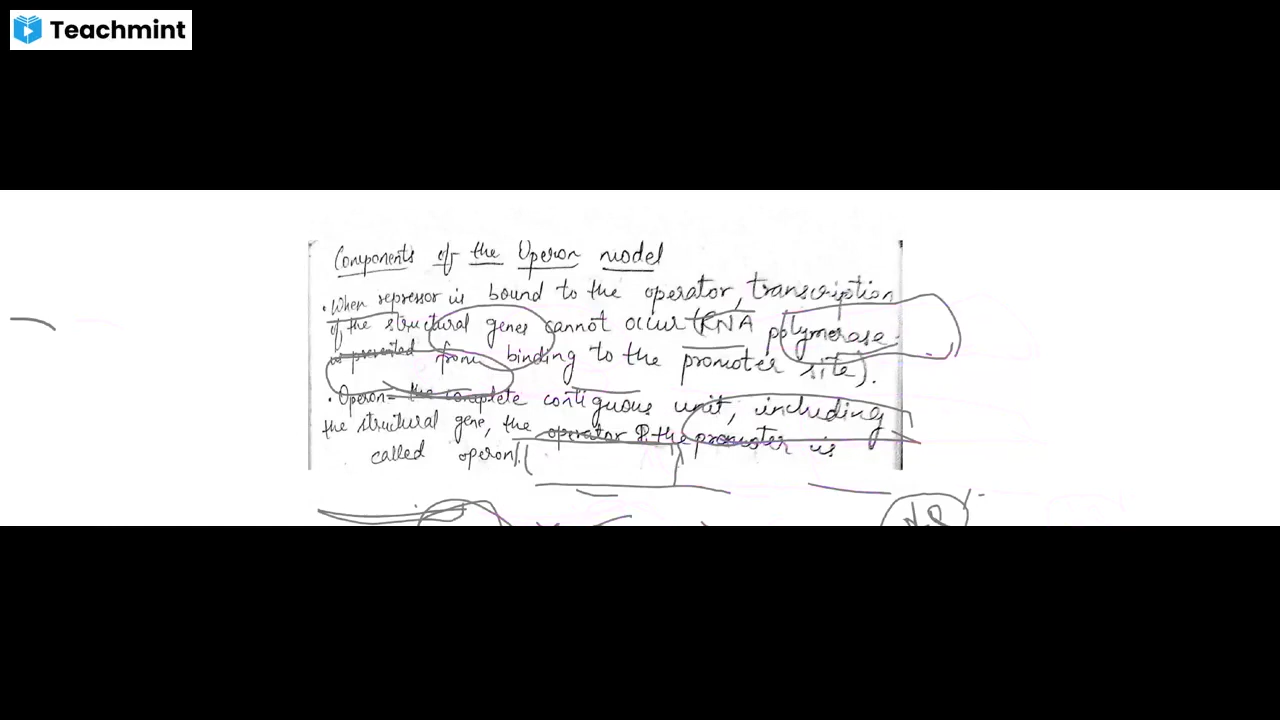 Teachmint
Components of the Operon model
• When repressor is bound to the operator, transcription
of the structural genes cannot occur (RNA polymerase
is prevented from binding to the promoter site).
• Operon = the complete contiguous unit, including
the structural gene, the operator & the promoter is
called operon.